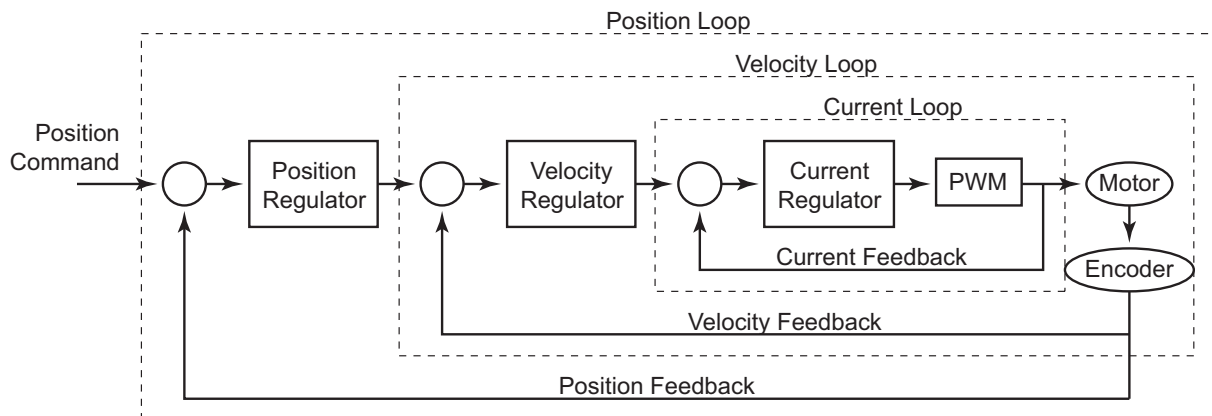 Position Loop
Velocity Loop
Current Loop
Position
Command
Position
Regulator
Velocity
Regulator
Current
Regulator
PWM
Motor
Current Feedback
Encoder
Velocity Feedback
Position Feedback